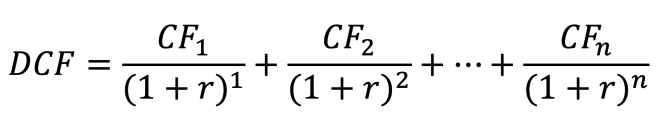 DCF = CF₁/(1 + r)¹ + CF₂/(1 + r)² + ⋯ + CFₙ/(1 + r)ⁿ